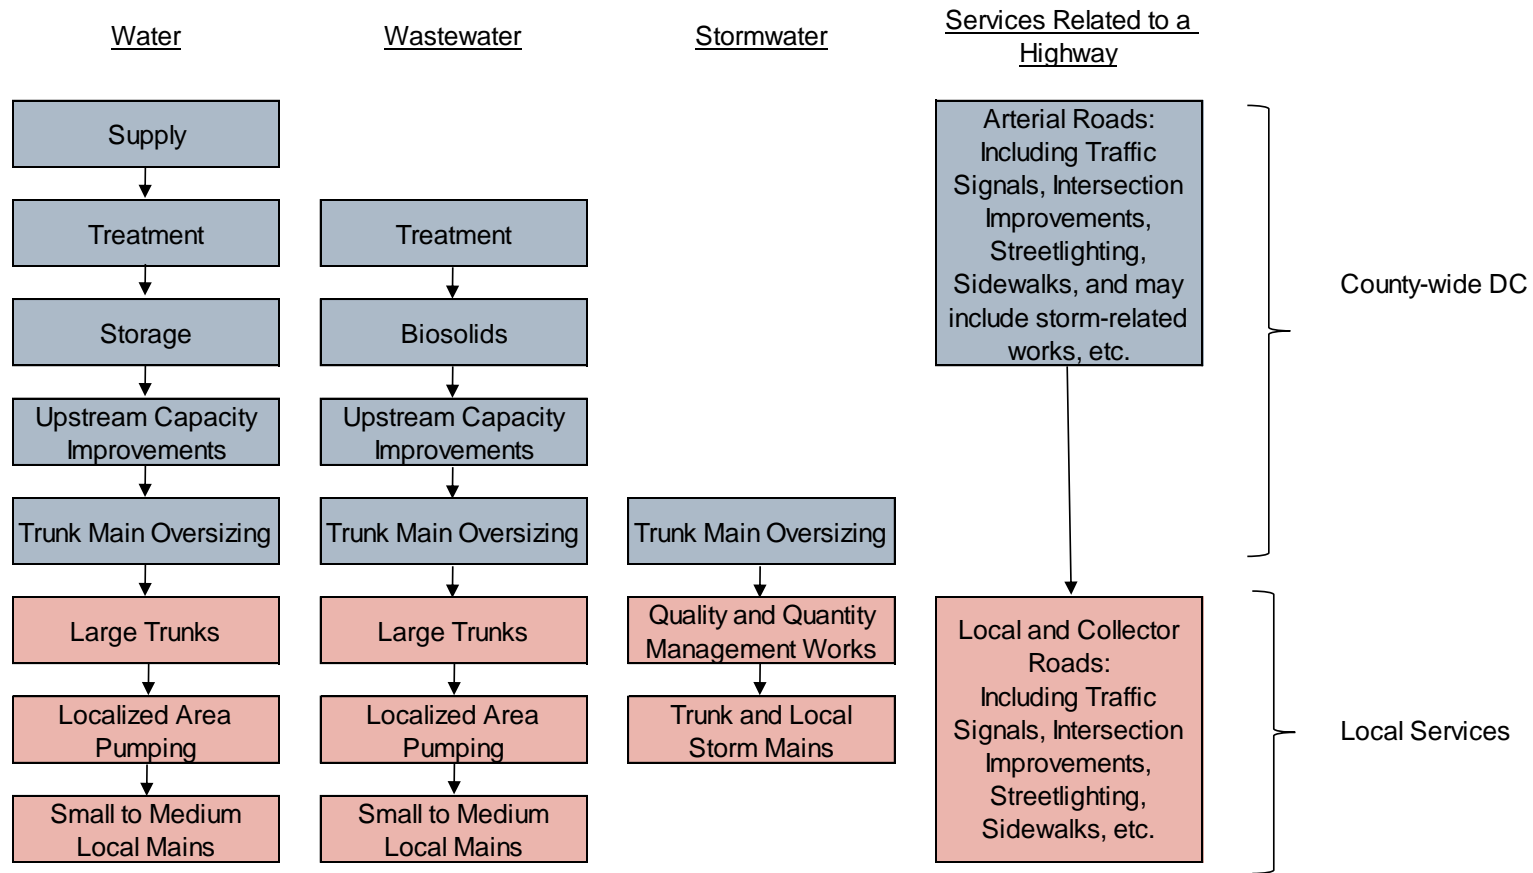 Water
Wastewater
Stormwater
Services Related to a
Highway
Supply
Treatment
Storage
Upstream Capacity
Improvements
Trunk Main Oversizing
Large Trunks
Localized Area
Pumping
Small to Medium
Local Mains
Treatment
Biosolids
Upstream Capacity
Improvements
Trunk Main Oversizing
Large Trunks
Localized Area
Pumping
Small to Medium
Local Mains
Trunk Main Oversizing
Quality and Quantity
Management Works
Trunk and Local
Storm Mains
Arterial Roads:
Including Traffic
Signals, Intersection
Improvements,
Streetlighting,
Sidewalks, and may
include storm-related
works, etc.
Local and Collector
Roads:
Including Traffic
Signals, Intersection
Improvements,
Streetlighting,
Sidewalks, etc.
County-wide DC
Local Services